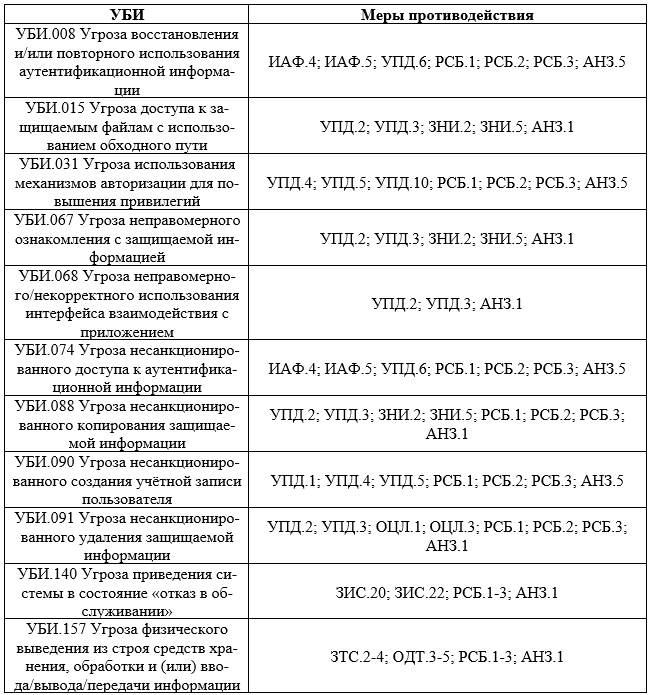 УБИ
Меры противодействия
УБИ.008 Угроза восстановления
и/или повторного использования
аутентификационной информа-
ции
ИАФ.4; ИАФ.5; УПД.6; РСБ.1; РСБ.2; РСБ.3; АНЗ.5
УБИ.015 Угроза доступа к за-
щищаемым файлам с использо-
ванием обходного пути
УПД.2; УПД.3; ЗНИ.2; ЗНИ.5; АНЗ.1
УБИ.031 Угроза использования
механизмов авторизации для по-
вышения привилегий
УПД.4; УПД.5; УПД.10; РСБ.1; РСБ.2; РСБ.3; АНЗ.5
УБИ.067 Угроза неправомерного
ознакомления с защищаемой ин-
формацией
УПД.2; УПД.3; ЗНИ.2; ЗНИ.5; АНЗ.1
УБИ.068 Угроза неправомерно-
го/некорректного использования
интерфейса взаимодействия с
приложением
УПД.2; УПД.3; АНЗ.1
УБИ.074 Угроза несанкциониро-
ванного доступа к аутентифика-
ционной информации
ИАФ.4; ИАФ.5; УПД.6; РСБ.1; РСБ.2; РСБ.3; АНЗ.5
УБИ.088 Угроза несанкциониро-
ванного копирования защищае-
мой информации
УПД.2; УПД.3; ЗНИ.2; ЗНИ.5; РСБ.1; РСБ.2; РСБ.3;
АНЗ.1
УБИ.090 Угроза несанкциониро-
ванного создания учётной записи
пользователя
УПД.1; УПД.4; УПД.5; РСБ.1; РСБ.2; РСБ.3; АНЗ.5
УБИ.091 Угроза несанкциониро-
ванного удаления защищаемой
информации
УПД.2; УПД.3; ОЦЛ.1; ОЦЛ.3; РСБ.1; РСБ.2; РСБ.3;
АНЗ.1
УБИ.140 Угроза приведения си-
стемы в состояние «отказ в об-
служивании»
ЗИС.20; ЗИС.22; РСБ.1-3; АНЗ.1
УБИ.157 Угроза физического
выведения из строя средств хра-
нения, обработки и (или) вво-
да/вывода/передачи информации
ЗТС.2-4; ОДТ.3-5; РСБ.1-3; АНЗ.1